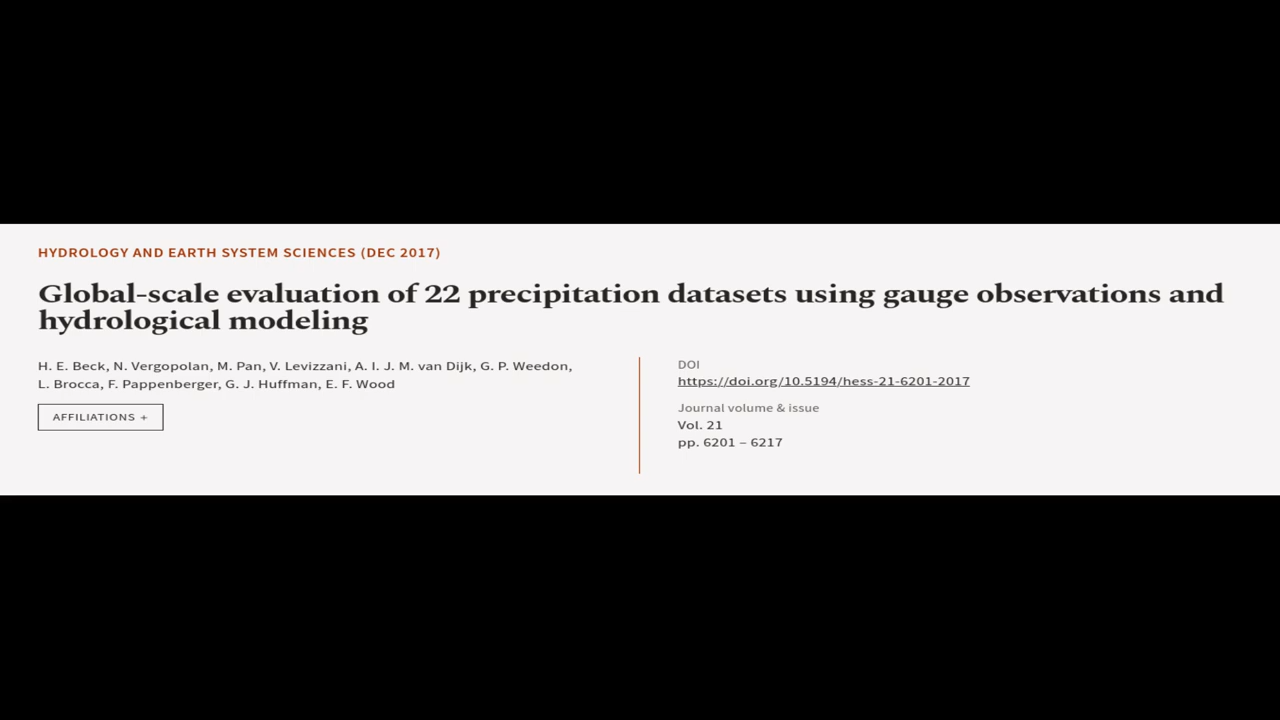 HYDROLOGY AND EARTH SYSTEM SCIENCES (DEC 2017)
Global-scale evaluation of 22 precipitation datasets using gauge observations and
hydrological modeling
H. E. Beck, N. Vergopolan, M. Pan, V. Levizzani, A. I. J. M. van Dijk, G. P. Weedon,
L. Brocca, F. Pappenberger, G. J. Huffman, E. F. Wood
AFFILIATIONS +
DOI
https://doi.org/10.5194/hess-21-6201-2017
Journal volume & issue
Vol. 21
pp. 6201 – 6217